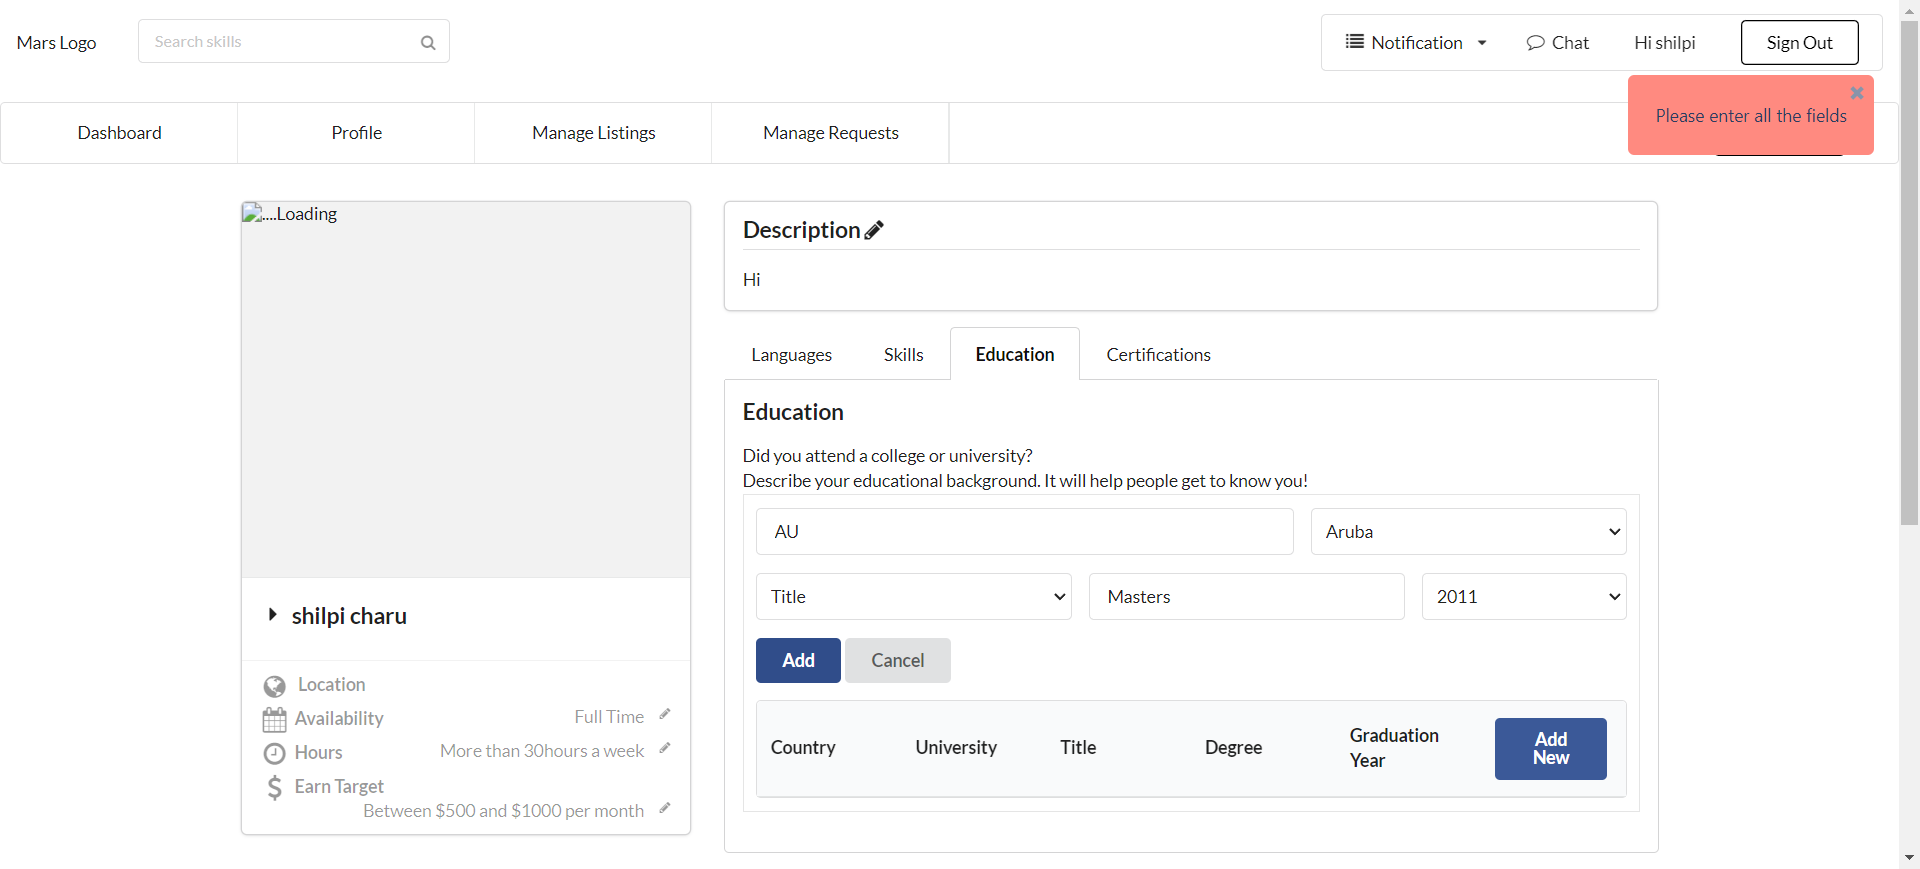 Mars Logo
Search skills
Notification
Chat
Hi shilpi
Sign Out
Please enter all the fields
Dashboard
Profile
Manage Listings
Manage Requests
....Loading
shilpi charu
Location
Availability
Full Time
Hours
More than 30hours a week
Earn Target
Between $500 and $1000 per month
Description
Hi
Languages
Skills
Education
Certifications
Education
Did you attend a college or university?
Describe your educational background. It will help people get to know you!
AU
Aruba
Title
Masters
2011
Add
Cancel
Country
University
Title
Degree
Graduation
Year
Add
New